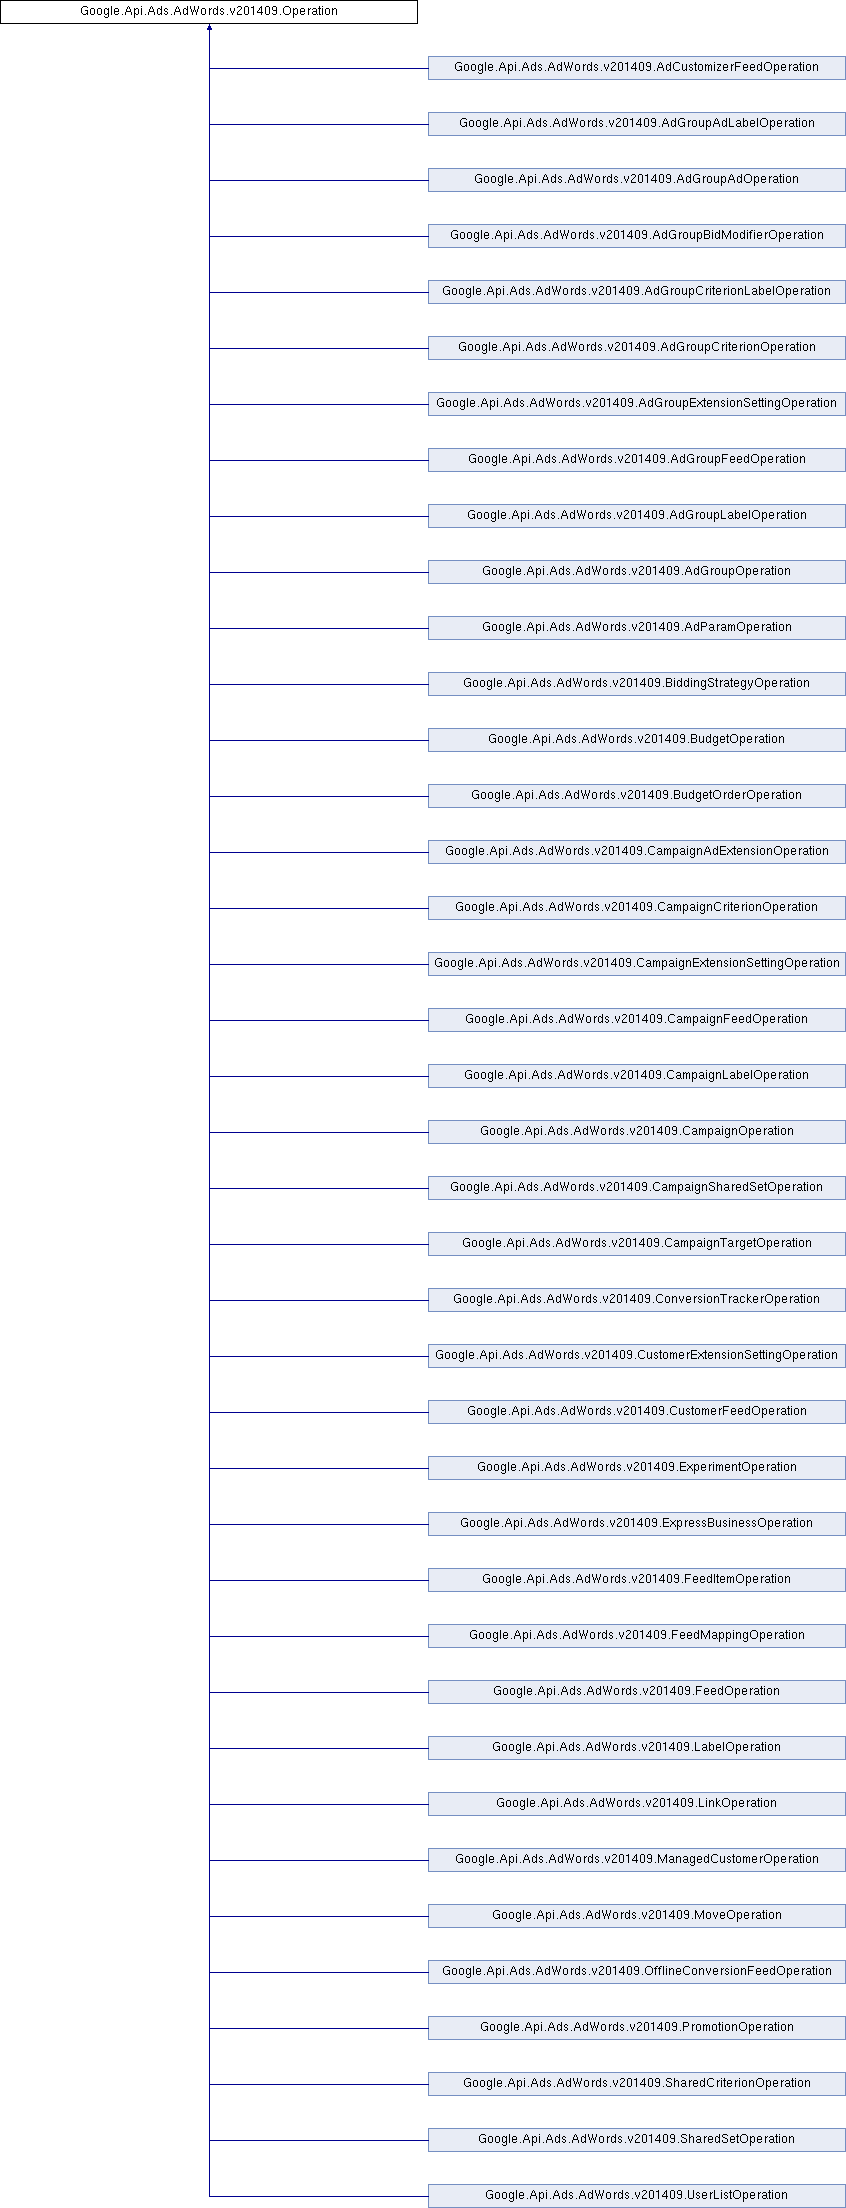 Google.Api.Ads.AdWords.v201409.Operation
Google.Api.Ads.AdWords.v201409.AdCustomizerFeedOperation
Google.Api.Ads.AdWords.v201409.AdGroupAdLabelOperation
Google.Api.Ads.AdWords.v201409.AdGroupAdOperation
Google.Api.Ads.AdWords.v201409.AdGroupBidModifierOperation
Google.Api.Ads.AdWords.v201409.AdGroupCriterionLabelOperation
Google.Api.Ads.AdWords.v201409.AdGroupCriterionOperation
Google.Api.Ads.AdWords.v201409.AdGroupExtensionSettingOperation
Google.Api.Ads.AdWords.v201409.AdGroupFeedOperation
Google.Api.Ads.AdWords.v201409.AdGroupLabelOperation
Google.Api.Ads.AdWords.v201409.AdGroupOperation
Google.Api.Ads.AdWords.v201409.AdParamOperation
Google.Api.Ads.AdWords.v201409.BiddingStrategyOperation
Google.Api.Ads.AdWords.v201409.BudgetOperation
Google.Api.Ads.AdWords.v201409.BudgetOrderOperation
Google.Api.Ads.AdWords.v201409.CampaignAdExtensionOperation
Google.Api.Ads.AdWords.v201409.CampaignCriterionOperation
Google.Api.Ads.AdWords.v201409.CampaignExtensionSettingOperation
Google.Api.Ads.AdWords.v201409.CampaignFeedOperation
Google.Api.Ads.AdWords.v201409.CampaignLabelOperation
Google.Api.Ads.AdWords.v201409.CampaignOperation
Google.Api.Ads.AdWords.v201409.CampaignSharedSetOperation
Google.Api.Ads.AdWords.v201409.CampaignTargetOperation
Google.Api.Ads.AdWords.v201409.ConversionTrackerOperation
Google.Api.Ads.AdWords.v201409.CustomerExtensionSettingOperation
Google.Api.Ads.AdWords.v201409.CustomerFeedOperation
Google.Api.Ads.AdWords.v201409.ExperimentOperation
Google.Api.Ads.AdWords.v201409.ExpressBusinessOperation
Google.Api.Ads.AdWords.v201409.FeedItemOperation
Google.Api.Ads.AdWords.v201409.FeedMappingOperation
Google.Api.Ads.AdWords.v201409.FeedOperation
Google.Api.Ads.AdWords.v201409.LabelOperation
Google.Api.Ads.AdWords.v201409.LinkOperation
Google.Api.Ads.AdWords.v201409.ManagedCustomerOperation
Google.Api.Ads.AdWords.v201409.MoveOperation
Google.Api.Ads.AdWords.v201409.OfflineConversionFeedOperation
Google.Api.Ads.AdWords.v201409.PromotionOperation
Google.Api.Ads.AdWords.v201409.SharedCriterionOperation
Google.Api.Ads.AdWords.v201409.SharedSetOperation
Google.Api.Ads.AdWords.v201409.UserListOperation